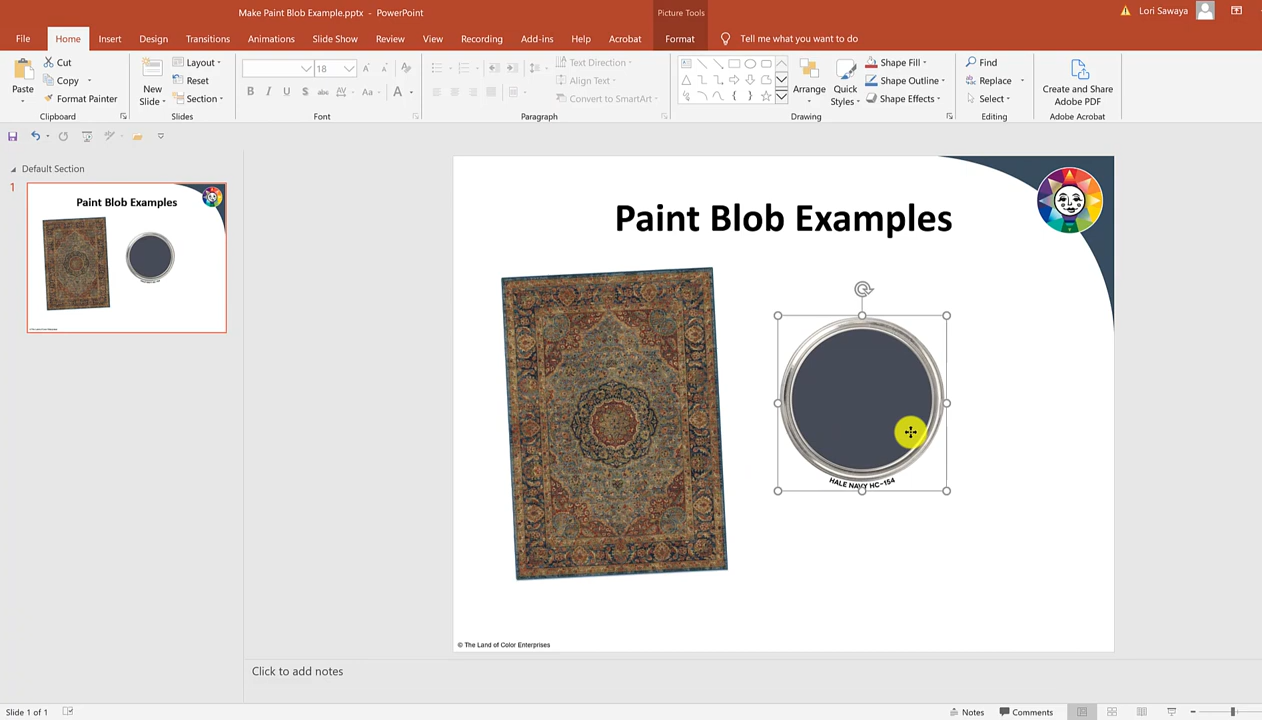 Make Paint Blob Example.pptx - PowerPoint
Picture Tools
Lori Sawaya
File Home Insert Design Transitions Animations Slide Show Review View Recording Add-ins Help Acrobat Format Tell me what you want to do
Paste
Cut
Copy
Format Painter
Clipboard
New Slide
Layout
Reset
Section
Slides
18
B I U S abc AV Aa A
Font
Text Direction
Align Text
Convert to SmartArt
Paragraph
Arrange
Quick Styles
Shape Fill
Shape Outline
Shape Effects
Drawing
Find
Replace
Select
Editing
Create and Share Adobe PDF
Adobe Acrobat
Default Section
1
Paint Blob Examples
Paint Blob Examples
HALE NAVY HC-154
© The Land of Color Enterprises
Click to add notes
Slide 1 of 1
Notes
Comments